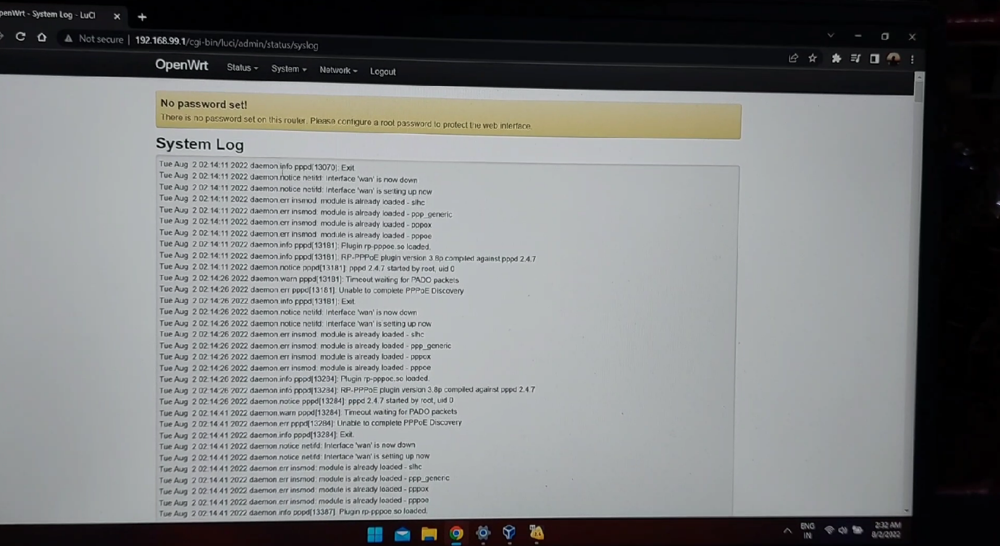 penWrt - System Log - LuCI
Not secure | 192.168.99.1/cgi-bin/luci/admin/status/syslog
OpenWrt Status System Network Logout
No password set!
There is no password set on this router. Please configure a root password to protect the web interface.
System Log
Tue Aug 2 02:14:11 2022 daemon.info pppd[13070]: Exit
Tue Aug 2 02:14:11 2022 daemon.notice netifd: Interface 'wan' is now down
Tue Aug 2 02:14:11 2022 daemon.notice netifd: Interface 'wan' is setting up now
Tue Aug 2 02:14:11 2022 daemon.err insmod: module is already loaded - slhc
Tue Aug 2 02:14:11 2022 daemon.err insmod: module is already loaded - ppp_generic
Tue Aug 2 02:14:11 2022 daemon.err insmod: module is already loaded - pppox
Tue Aug 2 02:14:11 2022 daemon.err insmod: module is already loaded - pppoe
Tue Aug 2 02:14:11 2022 daemon.info pppd[13181]: Plugin rp-pppoe.so loaded.
Tue Aug 2 02:14:11 2022 daemon.info pppd[13181]: RP-PPPoE plugin version 3.8p compiled against pppd 2.4.7
Tue Aug 2 02:14:11 2022 daemon.notice pppd[13181]: pppd 2.4.7 started by root, uid 0
Tue Aug 2 02:14:26 2022 daemon.warn pppd[13181]: Timeout waiting for PADO packets
Tue Aug 2 02:14:26 2022 daemon.err pppd[13181]: Unable to complete PPPoE Discovery
Tue Aug 2 02:14:26 2022 daemon.info pppd[13181]: Exit.
Tue Aug 2 02:14:26 2022 daemon.notice netifd: Interface 'wan' is now down
Tue Aug 2 02:14:26 2022 daemon.notice netifd: Interface 'wan' is setting up now
Tue Aug 2 02:14:26 2022 daemon.err insmod: module is already loaded - slhc
Tue Aug 2 02:14:26 2022 daemon.err insmod: module is already loaded - ppp_generic
Tue Aug 2 02:14:26 2022 daemon.err insmod: module is already loaded - pppox
Tue Aug 2 02:14:26 2022 daemon.err insmod: module is already loaded - pppoe
Tue Aug 2 02:14:26 2022 daemon.info pppd[13284]: Plugin rp-pppoe.so loaded.
Tue Aug 2 02:14:26 2022 daemon.info pppd[13284]: RP-PPPoE plugin version 3.8p compiled against pppd 2.4.7
Tue Aug 2 02:14:26 2022 daemon.notice pppd[13284]: pppd 2.4.7 started by root, uid 0
Tue Aug 2 02:14:41 2022 daemon.warn pppd[13284]: Timeout waiting for PADO packets
Tue Aug 2 02:14:41 2022 daemon.err pppd[13284]: Unable to complete PPPoE Discovery
Tue Aug 2 02:14:41 2022 daemon.info pppd[13284]: Exit.
Tue Aug 2 02:14:41 2022 daemon.notice netifd: Interface 'wan' is now down
Tue Aug 2 02:14:41 2022 daemon.notice netifd: Interface 'wan' is setting up now
Tue Aug 2 02:14:41 2022 daemon.err insmod: module is already loaded - slhc
Tue Aug 2 02:14:41 2022 daemon.err insmod: module is already loaded - ppp_generic
Tue Aug 2 02:14:41 2022 daemon.err insmod: module is already loaded - pppox
Tue Aug 2 02:14:41 2022 daemon.err insmod: module is already loaded - pppoe
Tue Aug 2 02:14:41 2022 daemon.info pppd[13387]: Plugin rp-pppoe.so loaded.
ENG
IN
2:32 AM
8/2/2022